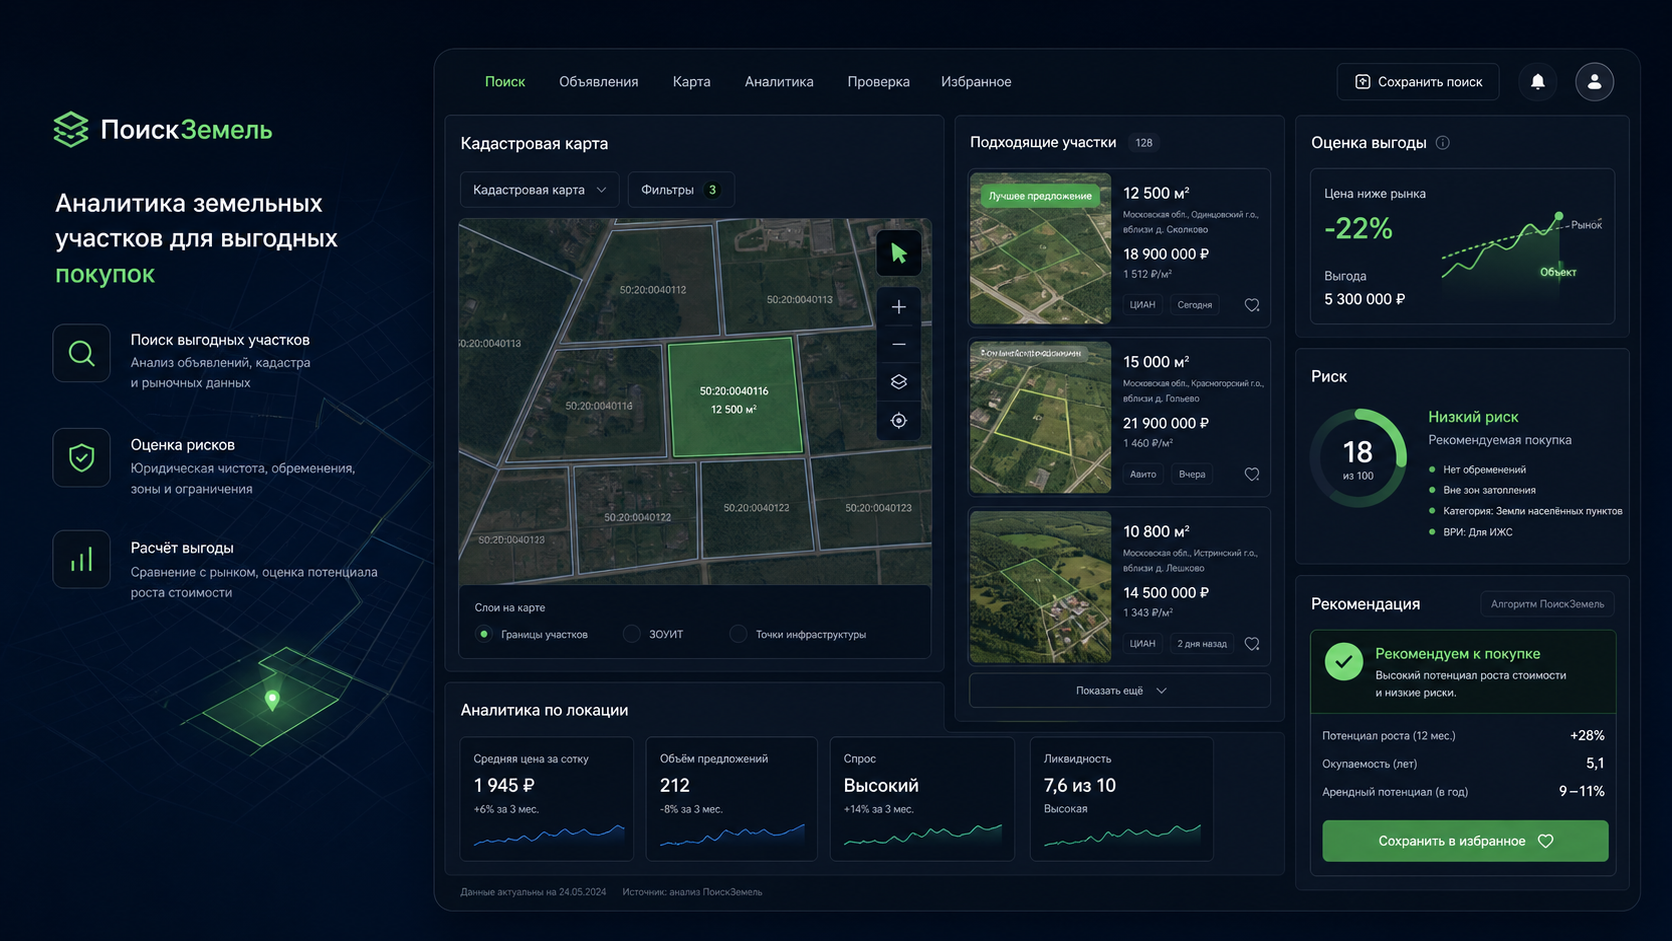 ПоискЗемель
Аналитика земельных
участков для выгодных
покупок
Поиск выгодных участков
Анализ объявлений, кадастра
и рыночных данных
Оценка рисков
Юридическая чистота, обременения,
зоны и ограничения
Расчёт выгоды
Сравнение с рынком, оценка потенциала
роста стоимости
Поиск
Объявления
Карта
Аналитика
Проверка
Избранное
Сохранить поиск
Кадастровая карта
Кадастровая карта
Фильтры 3
50:20:0040112
50:20:0040113
50:20:0040113
50:20:0040116
50:20:0040116
12 500 м²
50:20:0040122
50:20:0040122
50:20:0040123
50:20:0040123
Слои на карте
Границы участков
ЗОУИТ
Точки инфраструктуры
Подходящие участки 128
Лучшее предложение
12 500 м²
Московская обл., Одинцовский г.о.,
вблизи д. Сколково
18 900 000 ₽
1 512 ₽/м²
ЦИАН
Сегодня
15 000 м²
Московская обл., Красногорский г.о.,
вблизи д. Гольево
21 900 000 ₽
1 460 ₽/м²
Авито
Вчера
10 800 м²
Московская обл., Истринский г.о.,
вблизи д. Лешково
14 500 000 ₽
1 343 ₽/м²
ЦИАН
2 дня назад
Показать ещё
Оценка выгоды
Цена ниже рынка
-22%
Выгода
5 300 000 ₽
Рынок
Объект
Риск
18
из 100
Низкий риск
Рекомендуемая покупка
Нет обременений
Вне зон затопления
Категория: Земли населённых пунктов
ВРИ: Для ИЖС
Рекомендация
Алгоритм ПоискЗемель
Рекомендуем к покупке
Высокий потенциал роста стоимости
и низкие риски.
Потенциал роста (12 мес.) +28%
Окупаемость (лет) 5,1
Арендный потенциал (в год) 9–11%
Сохранить в избранное
Аналитика по локации
Средняя цена за сотку
1 945 ₽
+6% за 3 мес.
Объём предложений
212
-8% за 3 мес.
Спрос
Высокий
+14% за 3 мес.
Ликвидность
7,6 из 10
Высокая
Данные актуальны на 24.05.2024
Источник: анализ ПоискЗемель